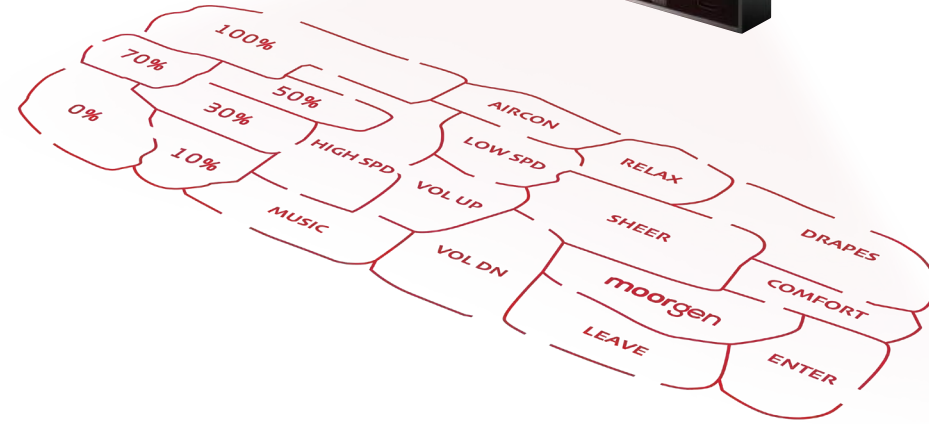 100%
70%
50%
0%
30%
10%
AIRCON
HIGH SPD
LOW SPD
RELAX
VOL UP
MUSIC
SHEER
DRAPES
VOL DN
COMFORT
moorgen
LEAVE
ENTER